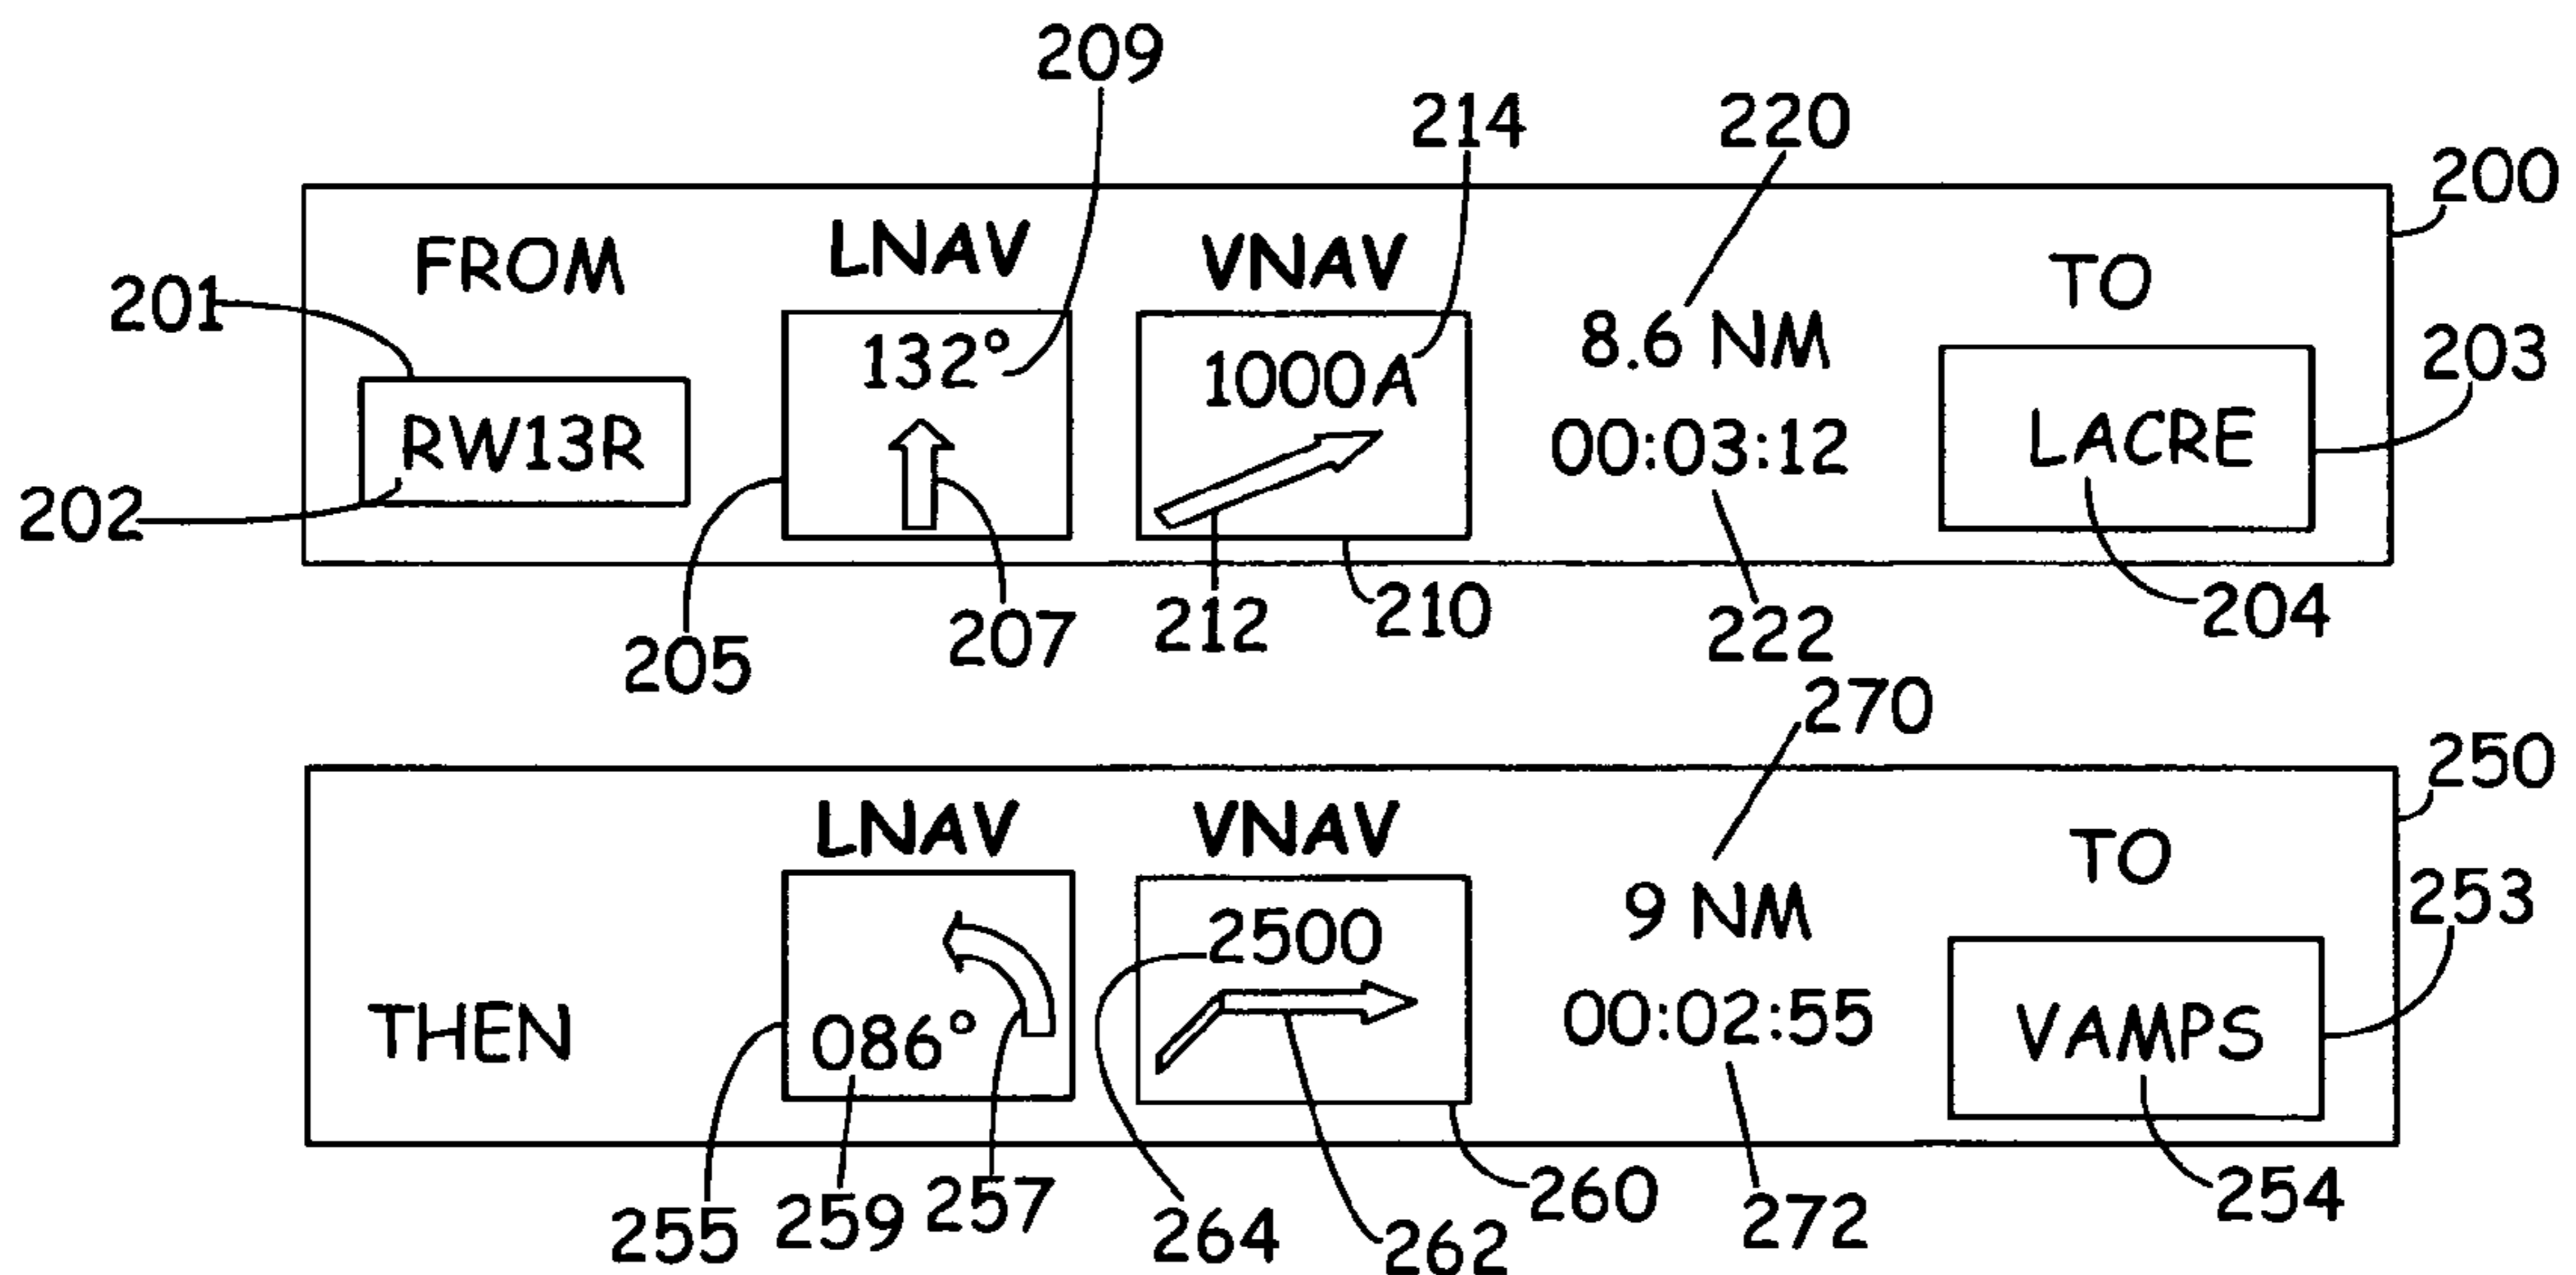 209
214
220
200
FROM
LNAV
VNAV
TO
201
132°
1000A
8.6 NM
203
RW13R
00:03:12
LACRE
202
205
207
212
210
222
204
270
250
LNAV
VNAV
TO
2500
9 NM
253
THEN
086°
00:02:55
VAMPS
255
259
257
264
262
260
272
254